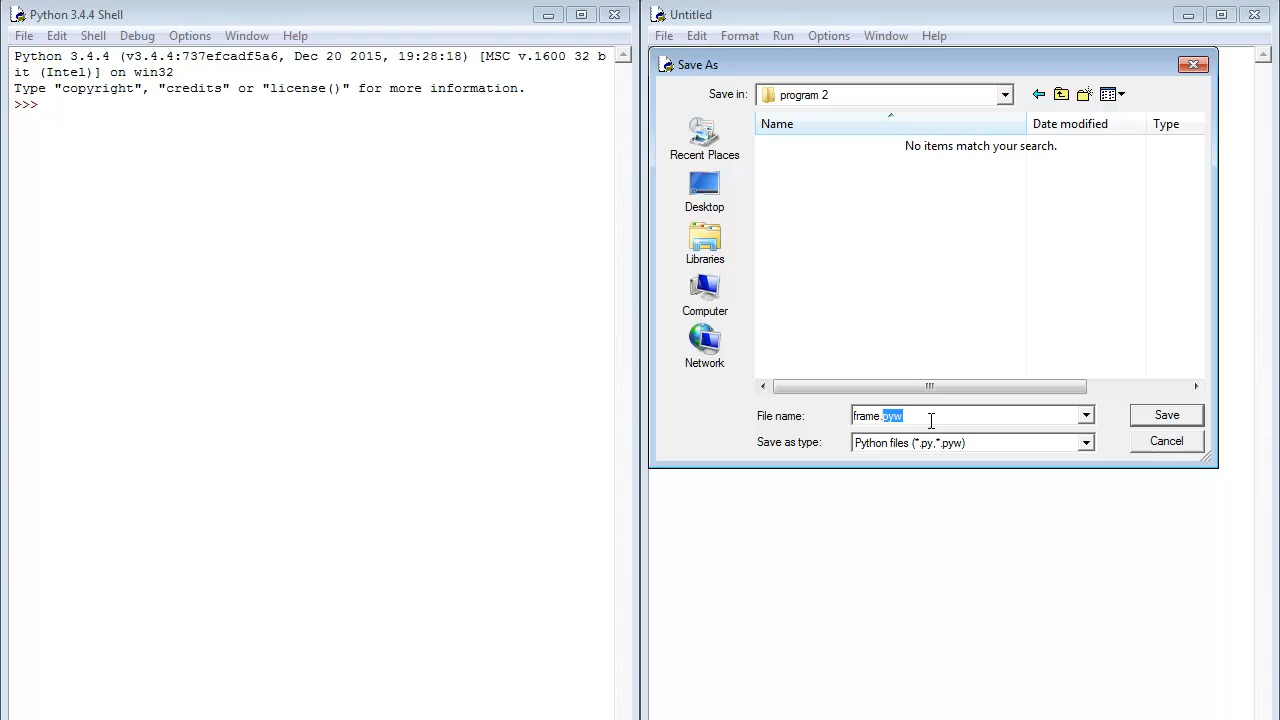 Python 3.4.4 Shell
File Edit Shell Debug Options Window Help
Python 3.4.4 (v3.4.4:737efcadf5a6, Dec 20 2015, 19:28:18) [MSC v.1600 32 b
it (Intel)] on win32
Type "copyright", "credits" or "license()" for more information.
>>>
Untitled
File Edit Format Run Options Window Help
Save As
Save in: program 2
Name Date modified Type
No items match your search.
Recent Places
Desktop
Libraries
Computer
Network
File name: frame.pyw Save
Save as type: Python files (*.py,*.pyw) Cancel